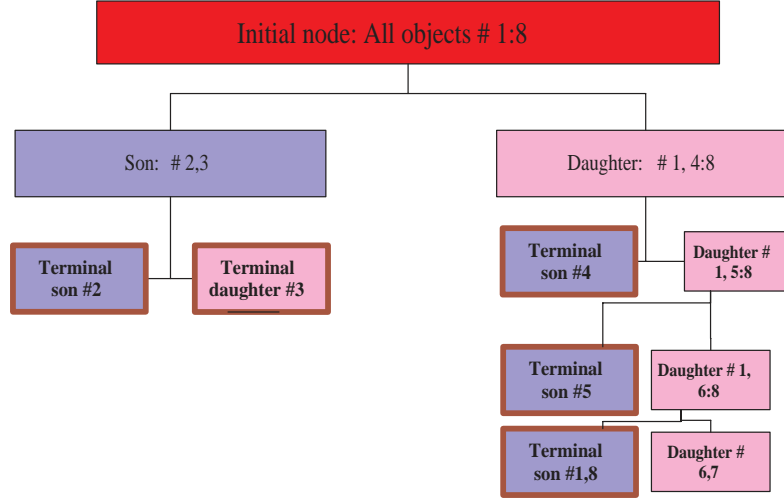 Initial node: All objects # 1:8
Son: # 2,3
Daughter: # 1, 4:8
Terminal
son #2
Terminal
daughter #3
Terminal
son #4
Daughter #
1, 5:8
Terminal
son #5
Daughter # 1,
6:8
Terminal
son #1,8
Daughter #
6,7